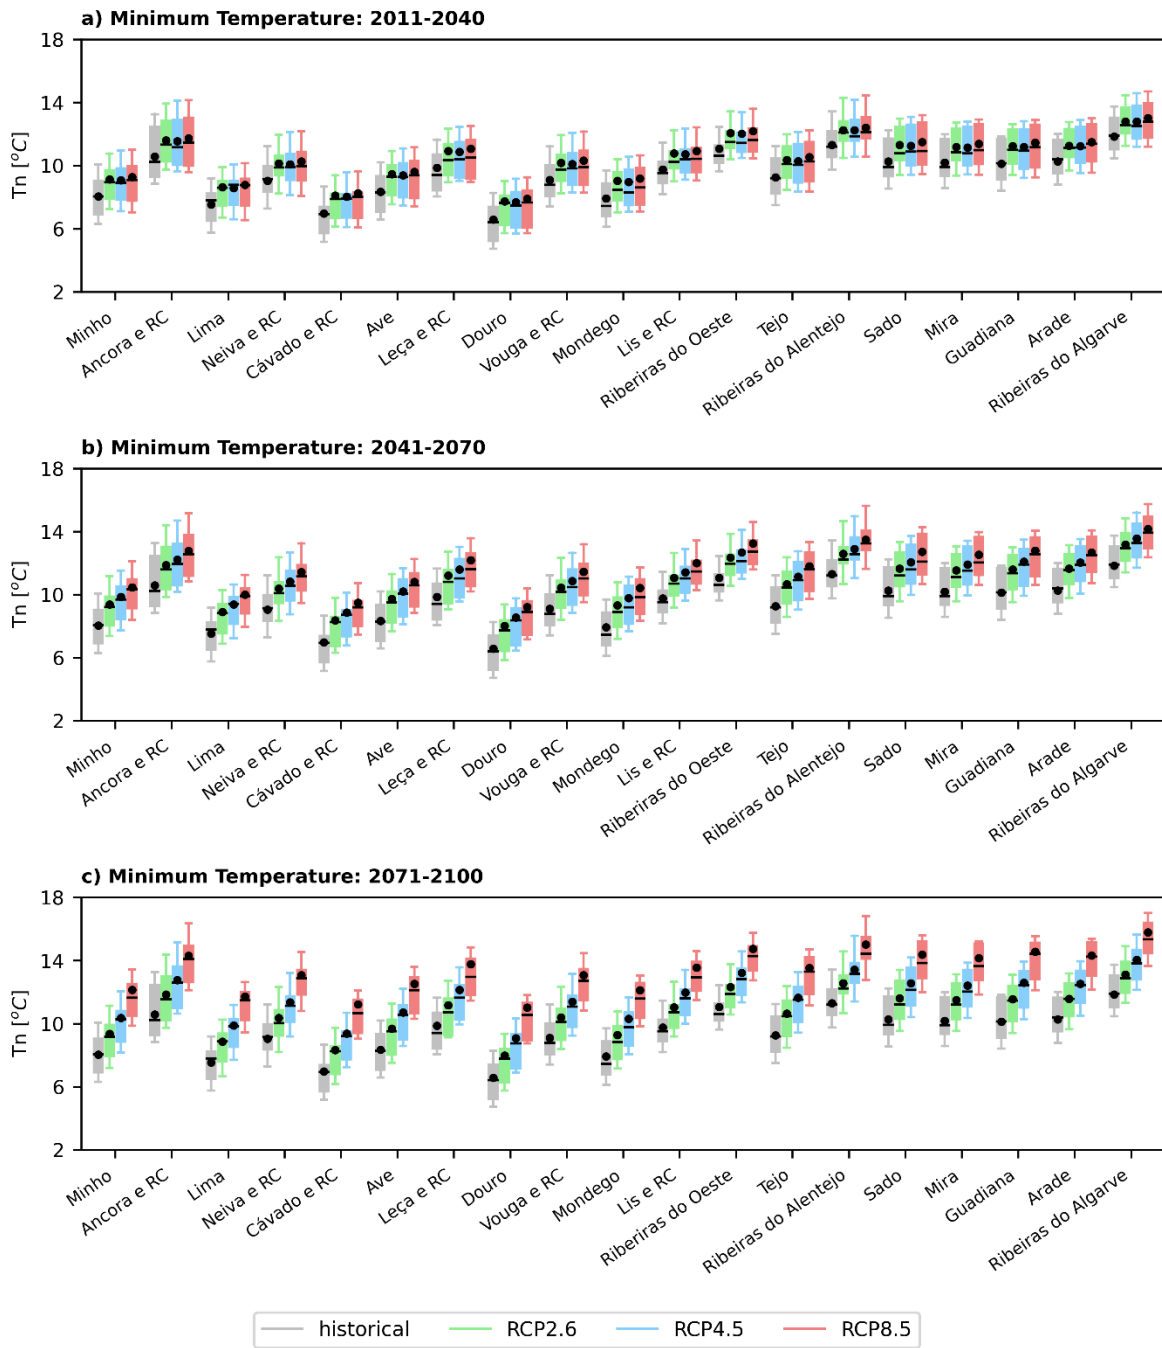 a) Minimum Temperature: 2011-2040
18
14
10
6
2
Tn [°C]
Minho
Ancora e RC
Lima
Neiva e RC
Cávado e RC
Ave
Leça e RC
Douro
Vouga e RC
Mondego
Lis e RC
Riberiras do Oeste
Tejo
Ribeiras do Alentejo
Sado
Mira
Guadiana
Arade
Ribeiras do Algarve
b) Minimum Temperature: 2041-2070
18
14
10
6
2
Tn [°C]
Minho
Ancora e RC
Lima
Neiva e RC
Cávado e RC
Ave
Leça e RC
Douro
Vouga e RC
Mondego
Lis e RC
Riberiras do Oeste
Tejo
Ribeiras do Alentejo
Sado
Mira
Guadiana
Arade
Ribeiras do Algarve
c) Minimum Temperature: 2071-2100
18
14
10
6
2
Tn [°C]
Minho
Ancora e RC
Lima
Neiva e RC
Cávado e RC
Ave
Leça e RC
Douro
Vouga e RC
Mondego
Lis e RC
Riberiras do Oeste
Tejo
Ribeiras do Alentejo
Sado
Mira
Guadiana
Arade
Ribeiras do Algarve
historical RCP2.6 RCP4.5 RCP8.5